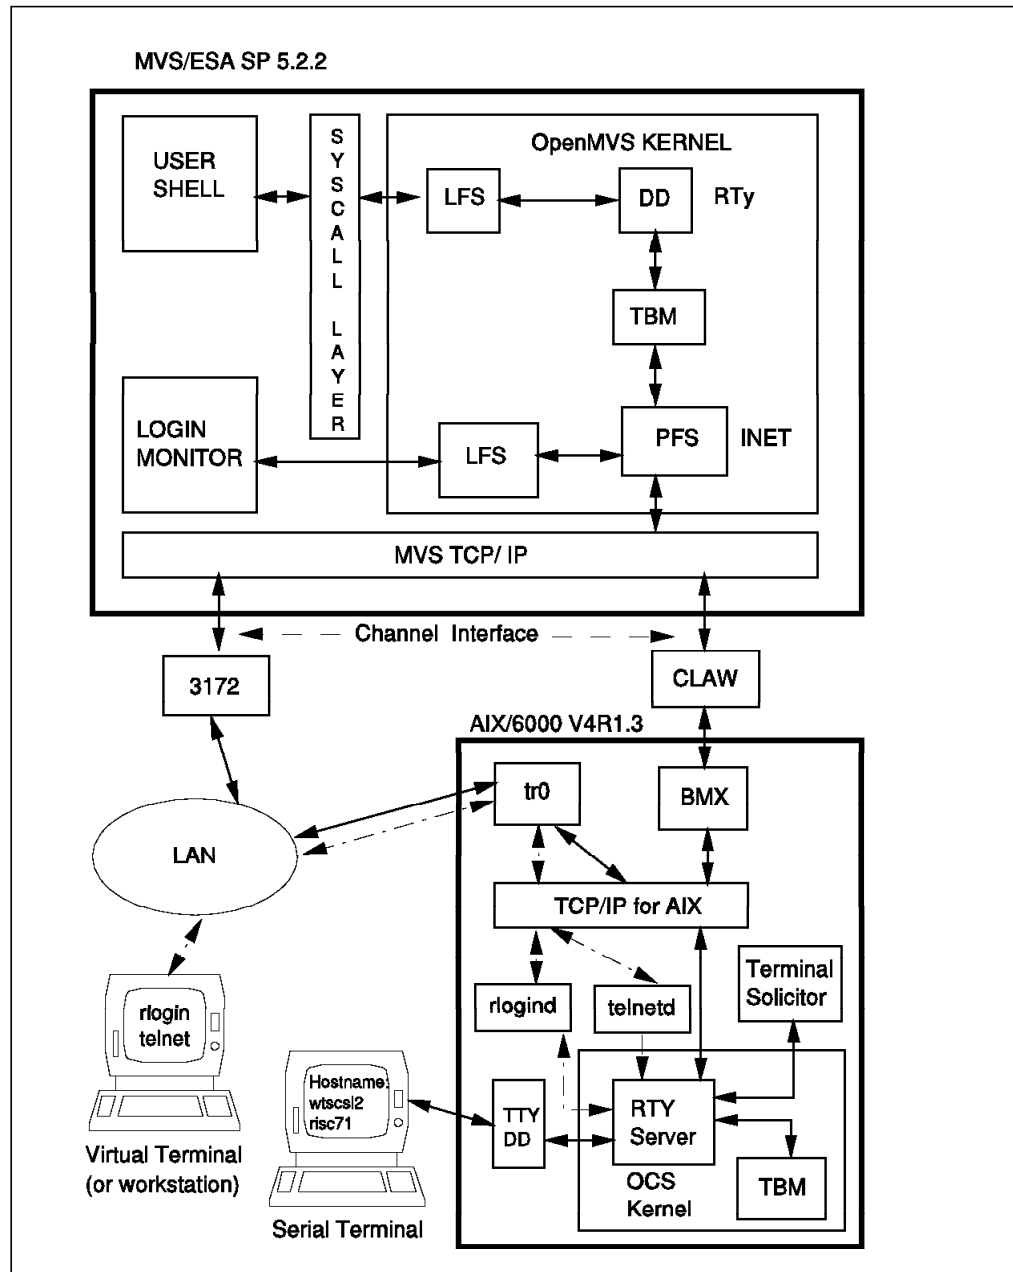 MVS/ESA SP 5.2.2
USER
SHELL
SYSCALL LAYER
OpenMVS KERNEL
LFS
DD
RTy
TBM
LOGIN
MONITOR
LFS
PFS
INET
MVS TCP/ IP
Channel Interface
3172
CLAW
AIX/6000 V4R1.3
tr0
BMX
LAN
TCP/IP for AIX
rlogin
telnet
rlogind
telnetd
Terminal
Solicitor
Hostname:
wtscsl2
risc71
TTY
DD
RTY
Server
OCS
Kernel
TBM
Virtual Terminal
(or workstation)
Serial Terminal